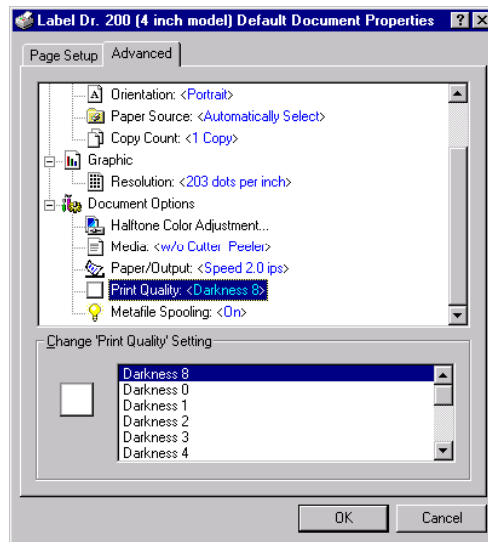 Label Dr. 200 (4 inch model) Default Document Properties
Page Setup
Advanced
Orientation: <Portrait>
Paper Source: <Automatically Select>
Copy Count: <1 Copy>
Graphic
Resolution: <203 dots per inch>
Document Options
Halftone Color Adjustment...
Media: <w/o Cutter Peeler>
Paper/Output: <Speed 2.0 ips>
Print Quality: <Darkness 8>
Metafile Spooling: <On>
Change 'Print Quality' Setting
Darkness 8
Darkness 0
Darkness 1
Darkness 2
Darkness 3
Darkness 4
OK
Cancel